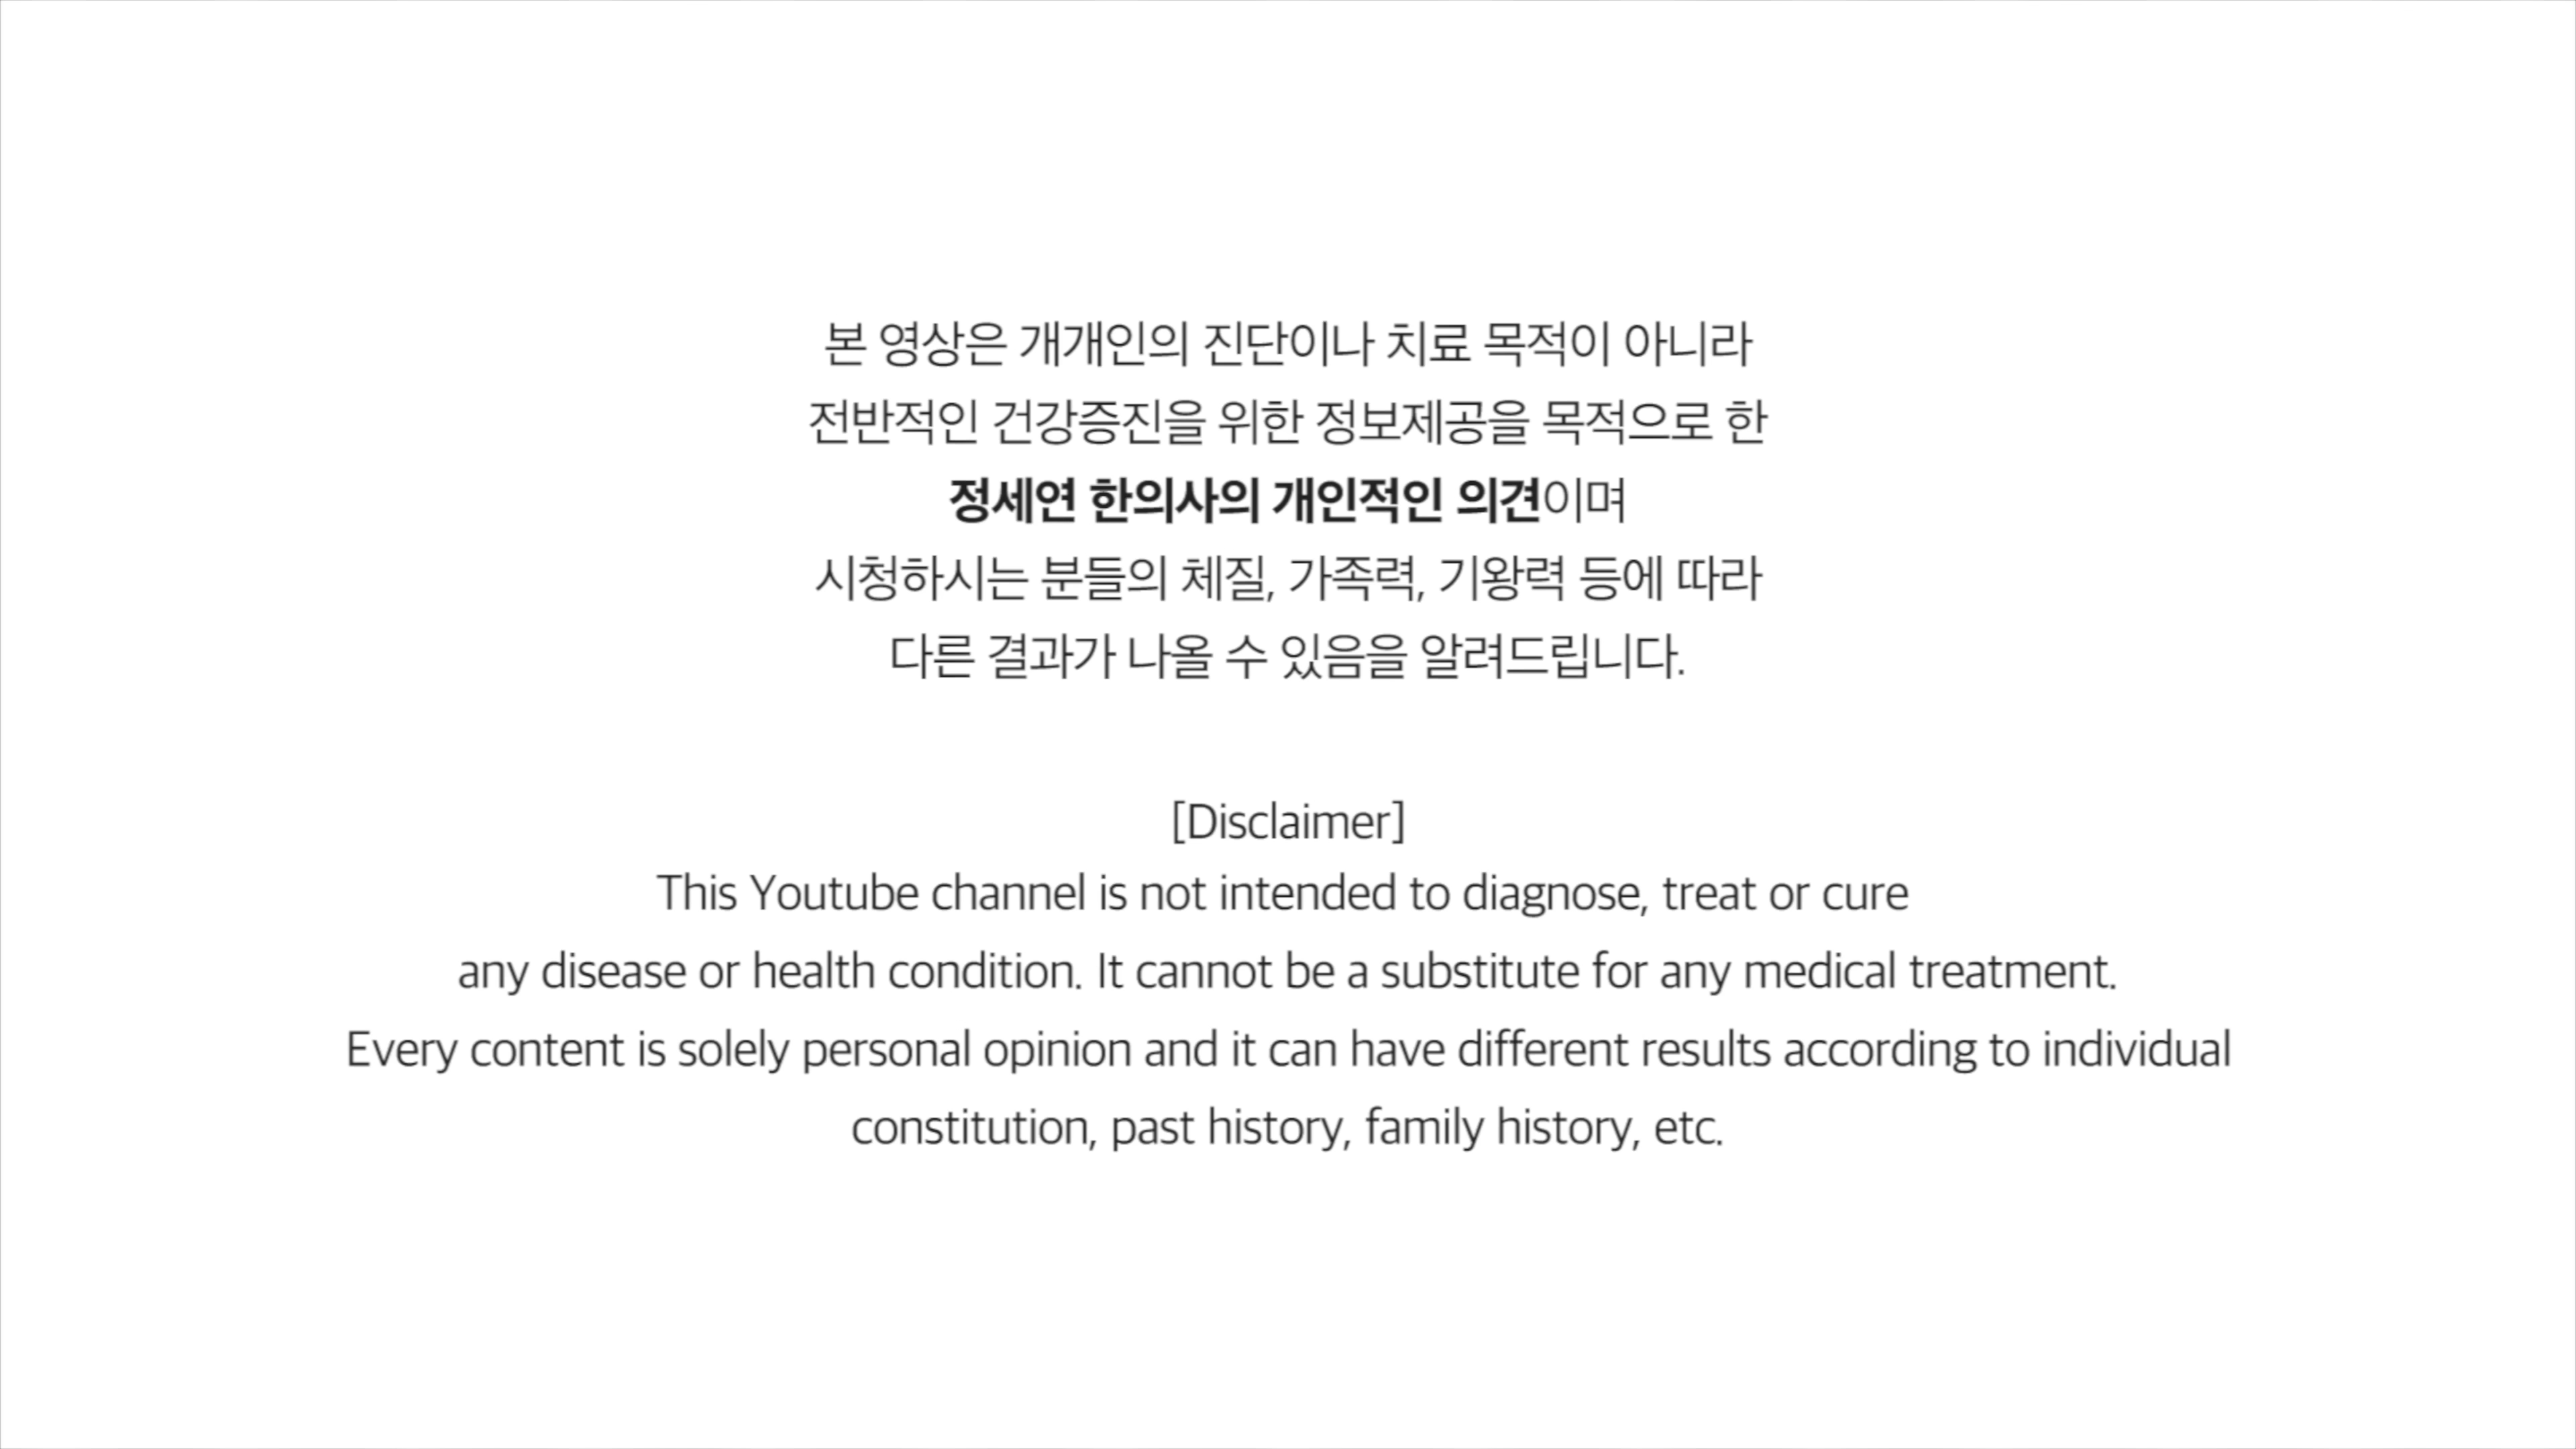 본 영상은 개개인의 진단이나 치료 목적이 아니라
전반적인 건강증진을 위한 정보제공을 목적으로 한
정세연 한의사의 개인적인 의견이며
시청하시는 분들의 체질, 가족력, 기왕력 등에 따라
다른 결과가 나올 수 있음을 알려드립니다.
[Disclaimer]
This Youtube channel is not intended to diagnose, treat or cure
any disease or health condition. It cannot be a substitute for any medical treatment.
Every content is solely personal opinion and it can have different results according to individual
constitution, past history, family history, etc.